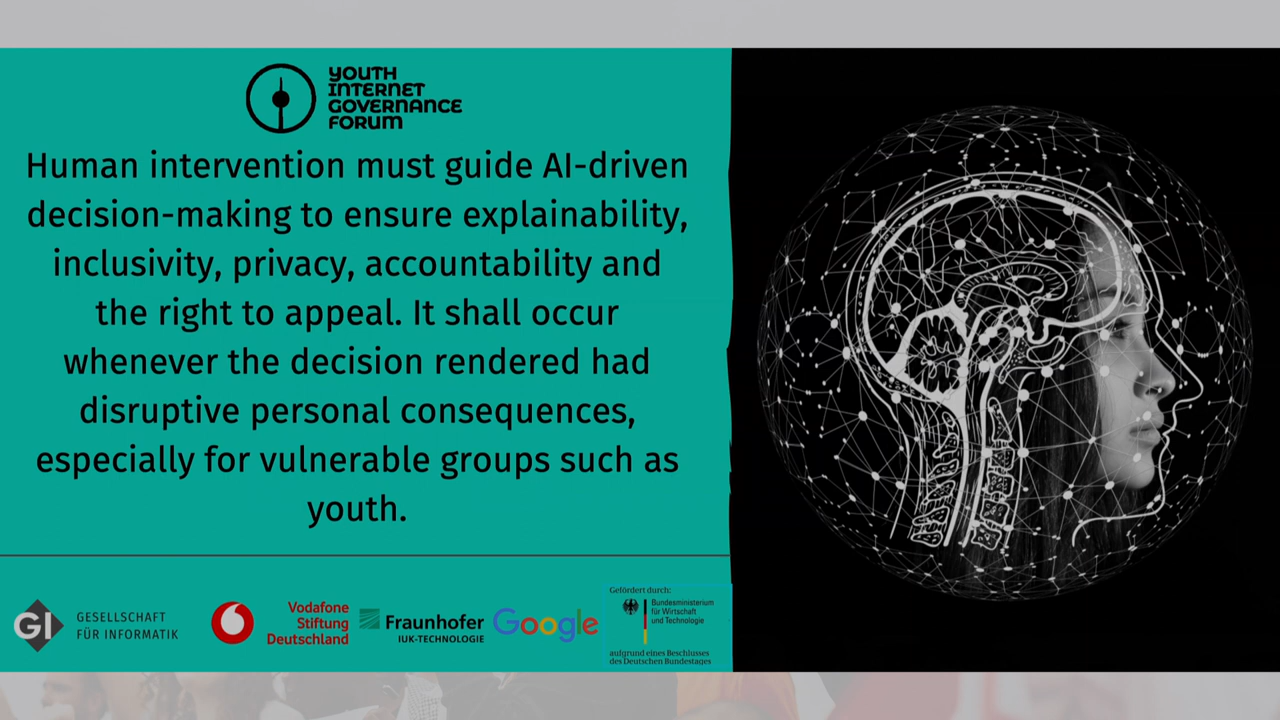 YOUTH
INTERNET
GOVERNANCE
FORUM
Human intervention must guide AI-driven
decision-making to ensure explainability,
inclusivity, privacy, accountability and
the right to appeal. It shall occur
whenever the decision rendered had
disruptive personal consequences,
especially for vulnerable groups such as
youth.
GI
GESELLSCHAFT
FÜR INFORMATIK
Vodafone
Stiftung
Deutschland
Fraunhofer
IUK-TECHNOLOGIE
Google
Gefördert durch:
Bundesministerium
für Wirtschaft
und Technologie
aufgrund eines Beschlusses
des Deutschen Bundestages